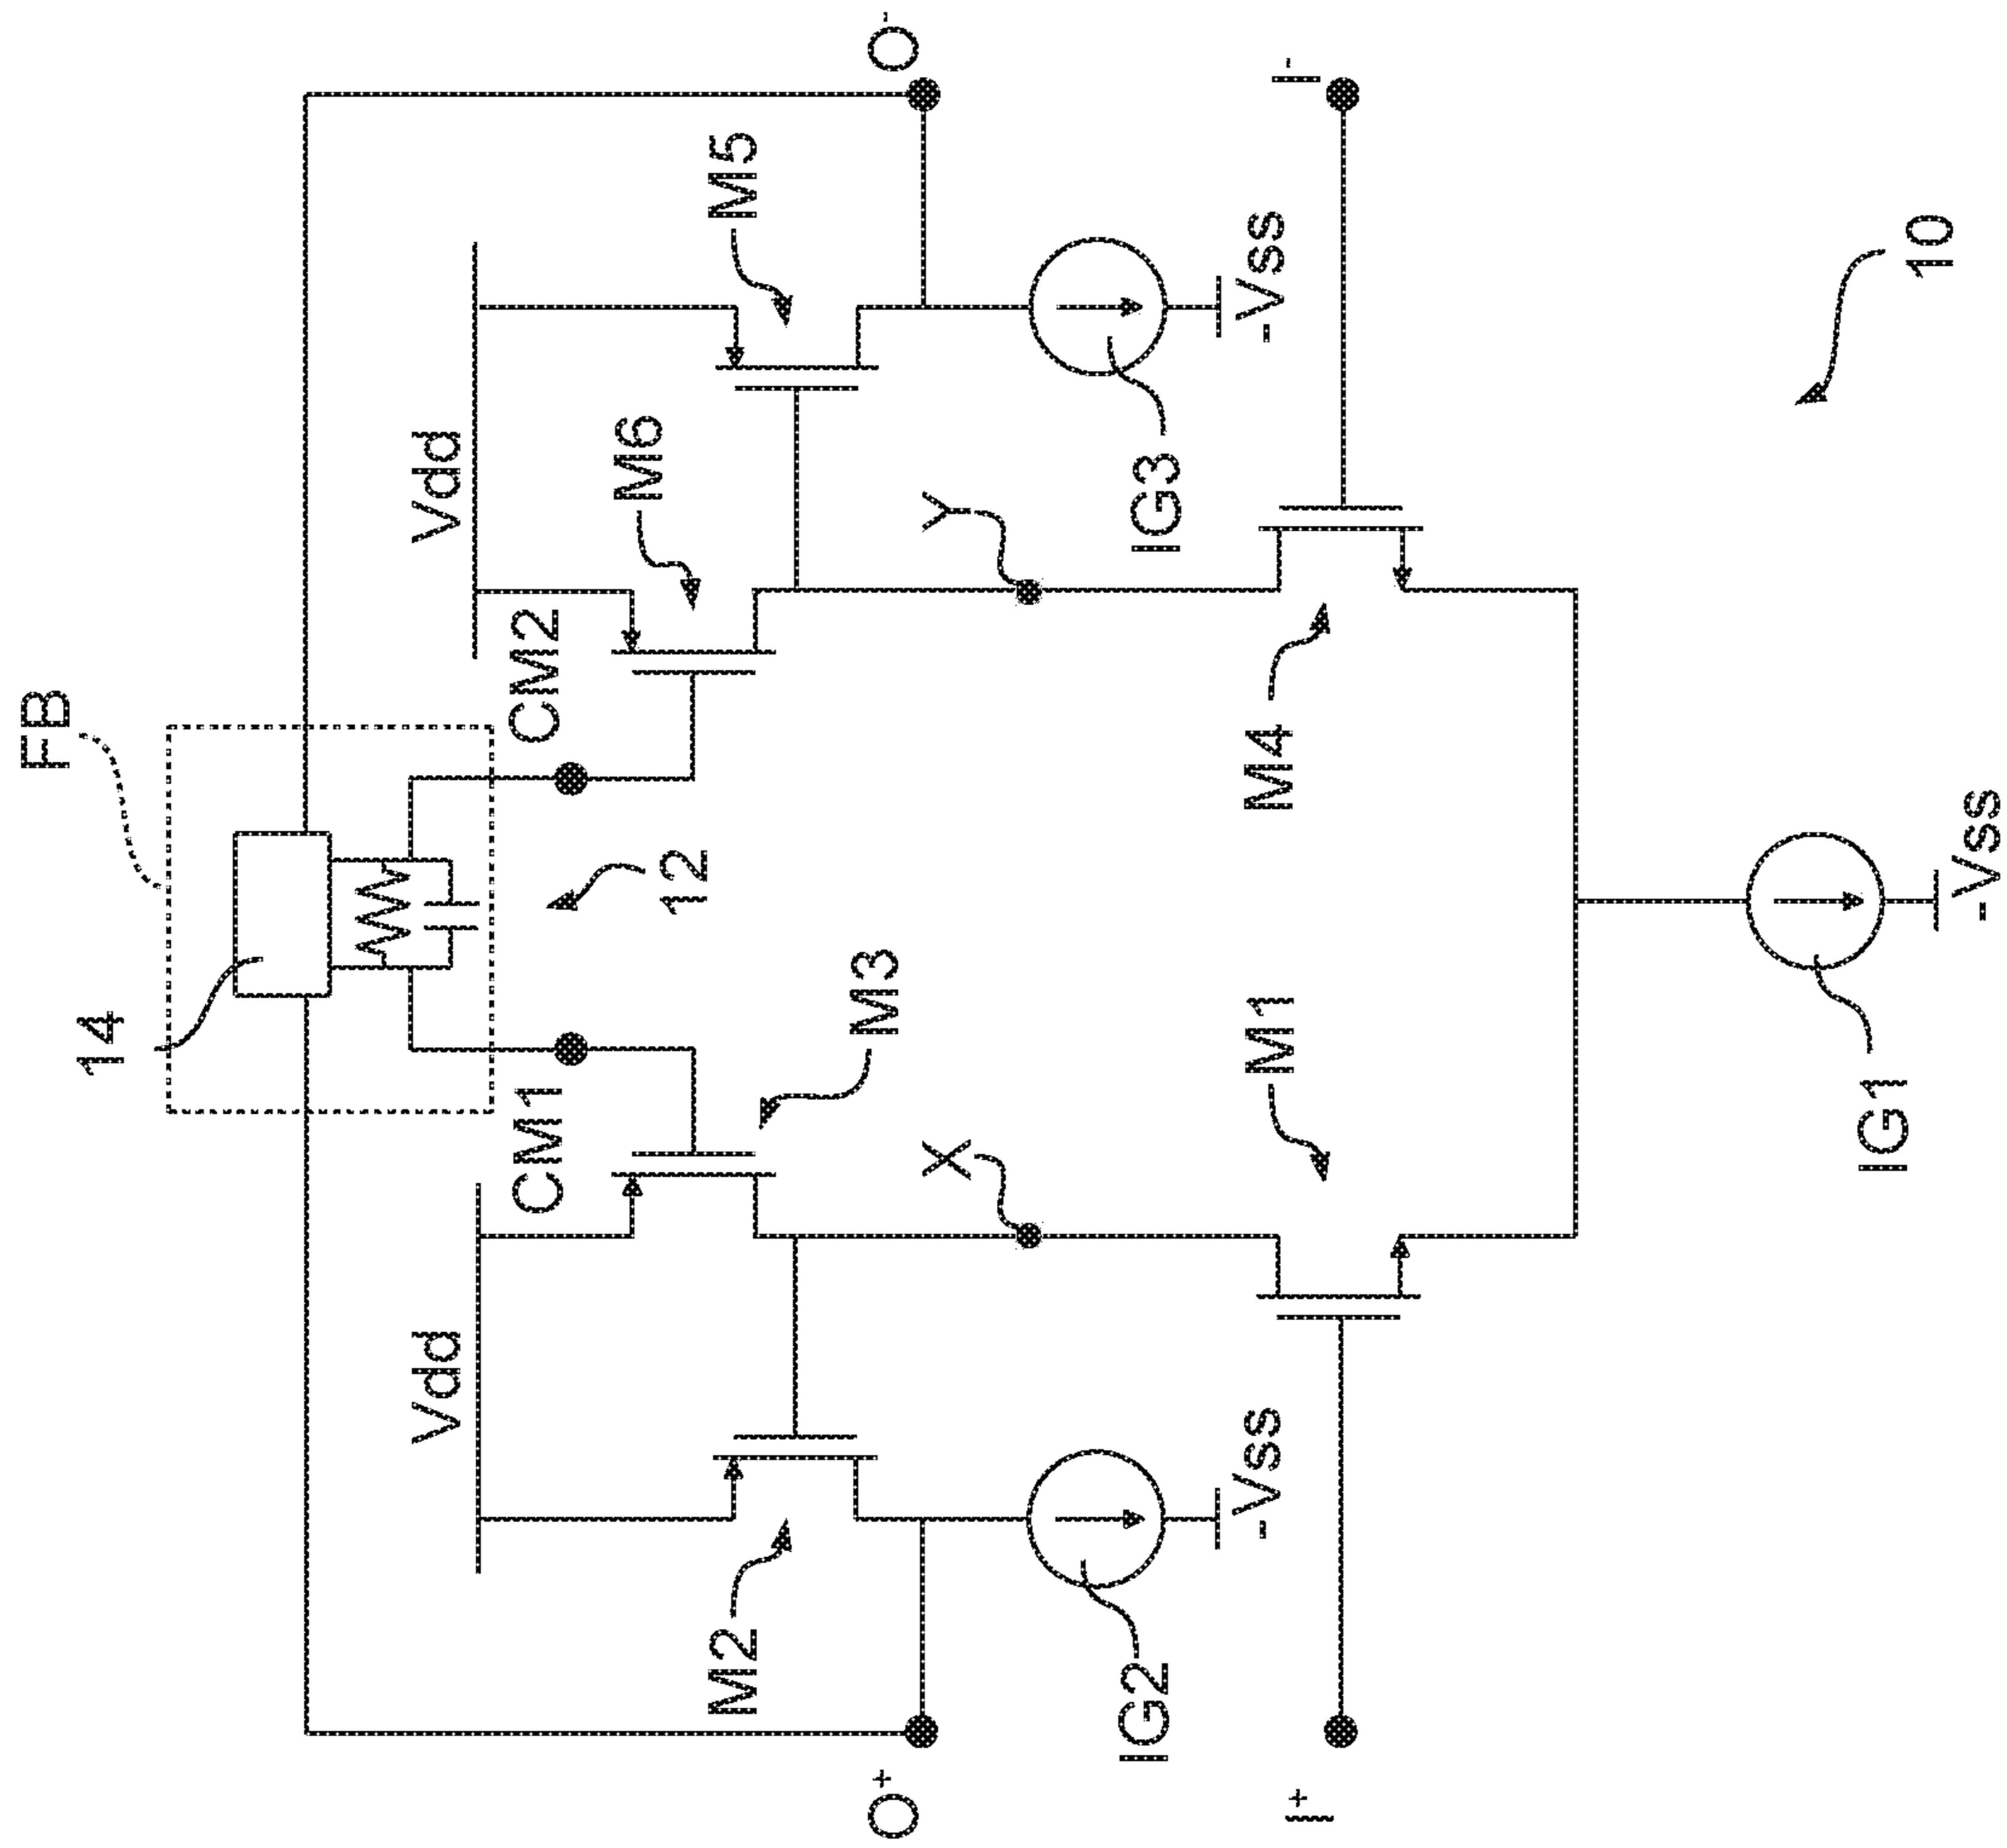 FB
14
12
Vdd
Vdd
CM1
CM2
M2
M3
M6
M5
O+
O-
X
Y
IG2
IG3
-Vss
-Vss
I+
I-
M1
M4
IG1
-Vss
10